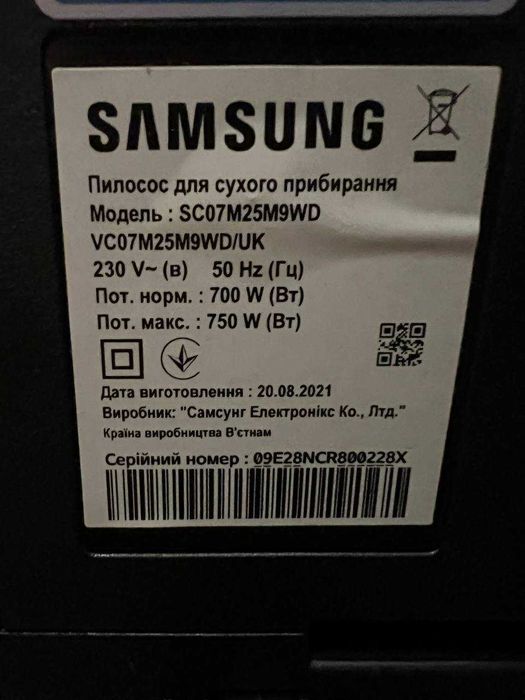 SAMSUNG
Пилосос для сухого прибирання
Модель : SC07M25M9WD
VC07M25M9WD/UK
230 V~ (в) 50 Hz (Гц)
Пот. норм. : 700 W (Вт)
Пот. макс. : 750 W (Вт)
Дата виготовлення : 20.08.2021
Виробник: "Самсунг Електронікс Ко., Лтд."
Країна виробництва В'єтнам
Серійний номер : 09E28NCR800228X